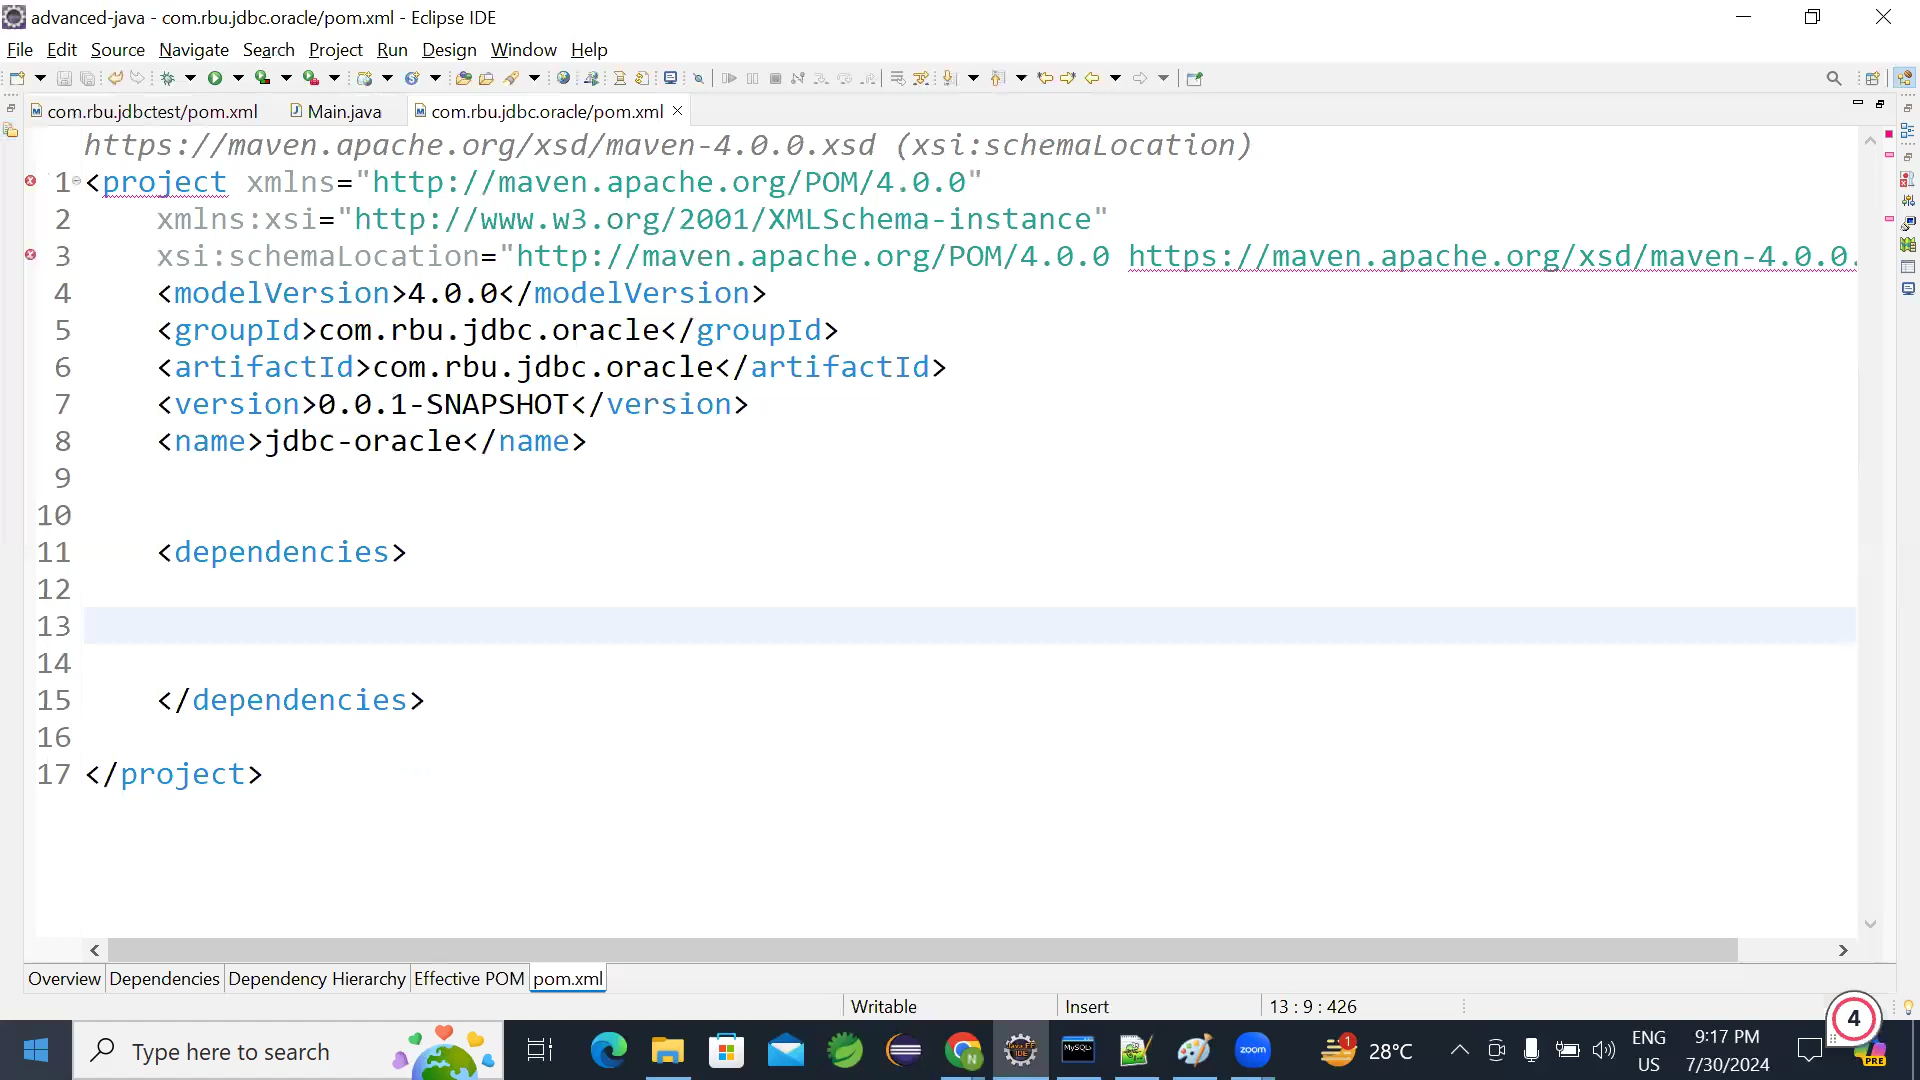 advanced-java - com.rbu.jdbc.oracle/pom.xml - Eclipse IDE
File Edit Source Navigate Search Project Run Design Window Help
com.rbu.jdbctest/pom.xml Main.java com.rbu.jdbc.oracle/pom.xml
https://maven.apache.org/xsd/maven-4.0.0.xsd (xsi:schemaLocation)
1 <project xmlns="http://maven.apache.org/POM/4.0.0"
2 xmlns:xsi="http://www.w3.org/2001/XMLSchema-instance"
3 xsi:schemaLocation="http://maven.apache.org/POM/4.0.0 https://maven.apache.org/xsd/maven-4.0.0.
4 <modelVersion>4.0.0</modelVersion>
5 <groupId>com.rbu.jdbc.oracle</groupId>
6 <artifactId>com.rbu.jdbc.oracle</artifactId>
7 <version>0.0.1-SNAPSHOT</version>
8 <name>jdbc-oracle</name>
9
10
11 <dependencies>
12
13
14
15 </dependencies>
16
17 </project>
Overview Dependencies Dependency Hierarchy Effective POM pom.xml
Writable Insert 13 : 9 : 426
4
Type here to search
MySQL
zoom
1
28°C
ENG
US
9:17 PM
7/30/2024
PRE